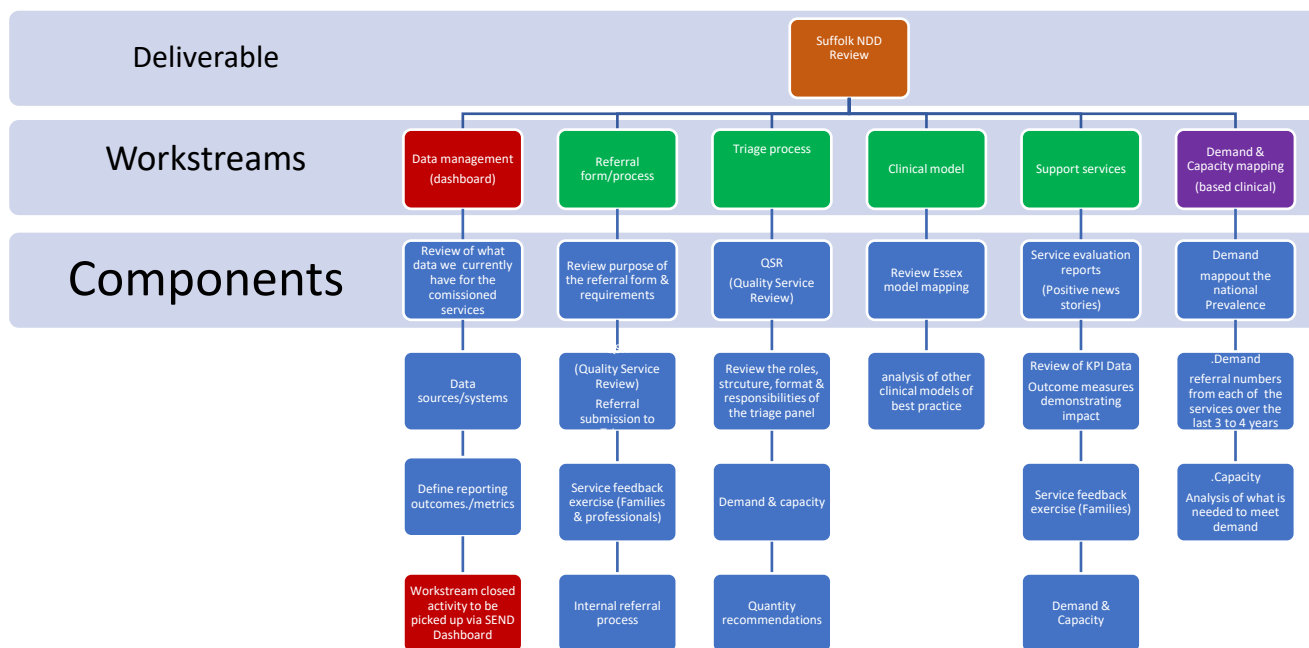 Deliverable
Suffolk NDD
Review
Workstreams
Data management
(dashboard)
Referral
form/process
Triage process
Clinical model
Support services
Demand &
Capacity mapping
(based clinical)
Components
Review of what
data we currently
have for the
comissioned
services
Review purpose of
the referral form &
requirements
QSR
(Quality Service
Review)
Review Essex
model mapping
Service evaluation
reports
(Positive news
stories)
Demand
mappout the
national
Prevalence
Data
sources/systems
(Quality Service
Review)
Referral
submission to
Review the roles,
strcuture, format &
responsibilities of
the triage panel
analysis of other
clinical models of
best practice
Review of KPI Data
Outcome measures
demonstrating
impact
.Demand
referral numbers
from each of the
services over the
last 3 to 4 years
Define reporting
outcomes./metrics
Service feedback
exercise (Families
& professionals)
Demand & capacity
Service feedback
exercise (Families)
.Capacity
Analysis of what is
needed to meet
demand
Workstream closed
activity to be
picked up via SEND
Dashboard
Internal referral
process
Quantity
recommendations
Demand &
Capacity